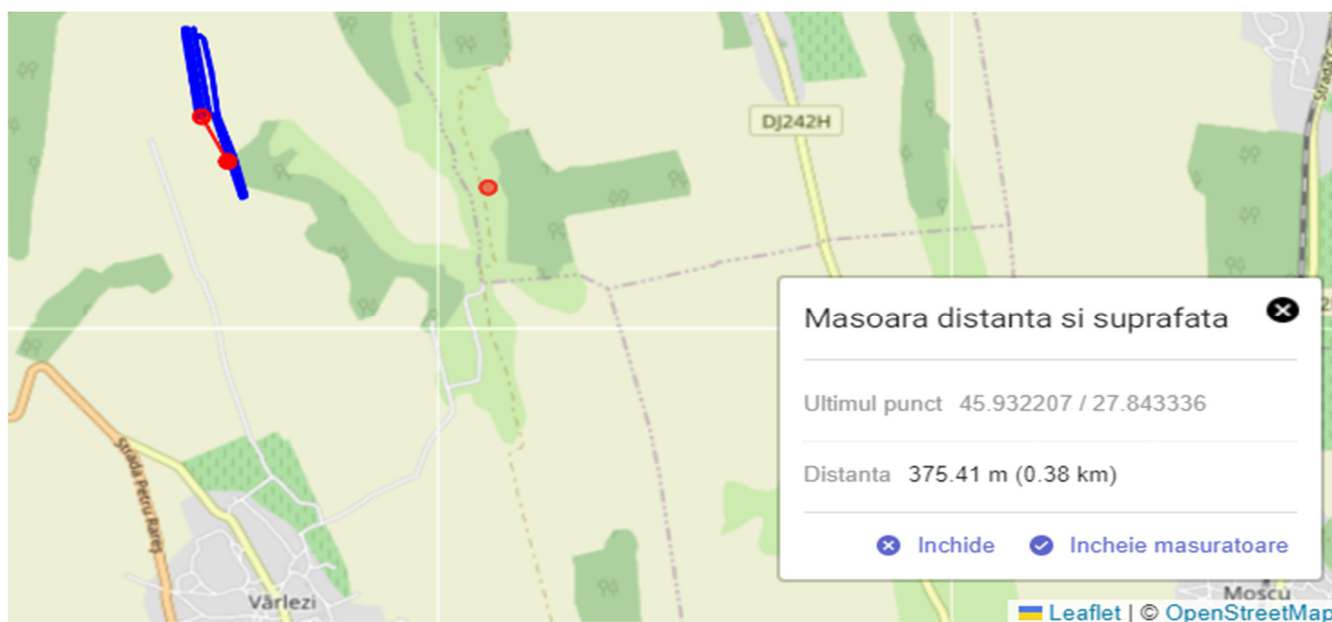 DJ242H
Strada Petru Rareș
Vărlezi
Masoara distanta si suprafata
Ultimul punct 45.932207 / 27.843336
Distanta 375.41 m (0.38 km)
Inchide Incheie masuratoare
Moscu
Leaflet | © OpenStreetMap